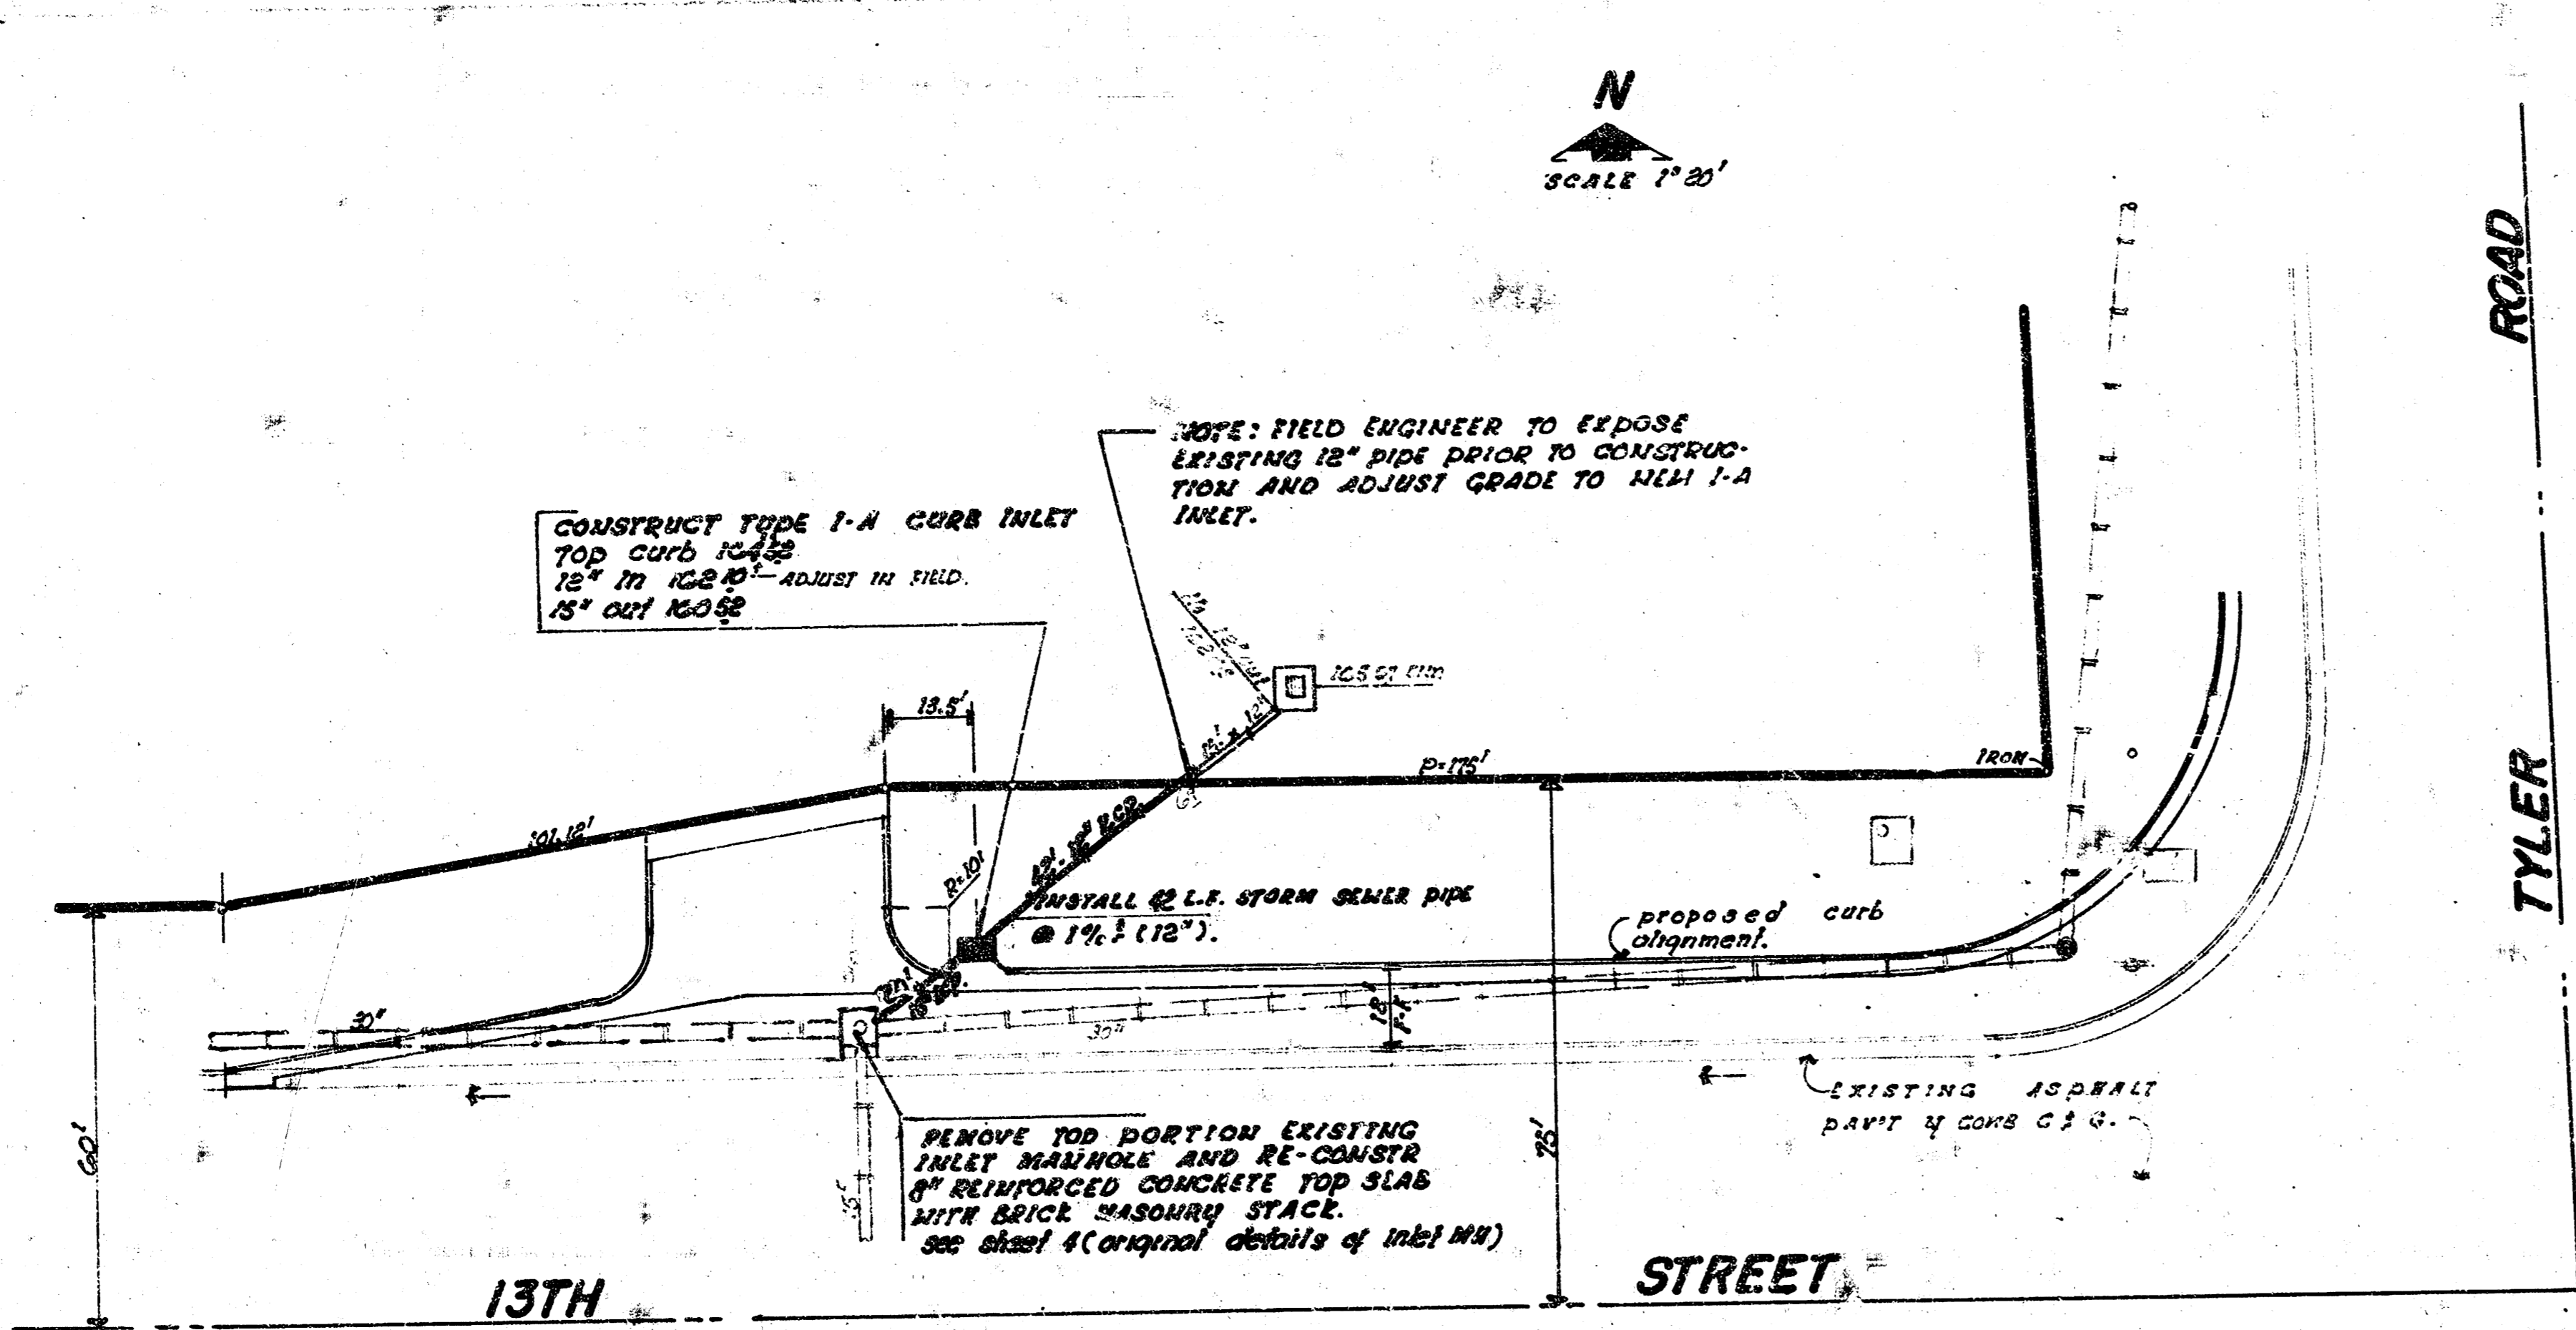 N
SCALE 1" 20'
ROAD
TYLER
NOTE: FIELD ENGINEER TO EXPOSE
EXISTING 12" PIPE PRIOR TO CONSTRUC-
TION AND ADJUST GRADE TO NEW 1-A
INLET.
CONSTRUCT TYPE 1-A CURB INLET
Top curb
12" in ADJUST IN FIELD.
15" out
13.5'
P=175'
IRON
101.12'
R=10'
INSTALL 42 L.F. STORM SEWER PIPE
@ 1% ± (12").
proposed curb
alignment.
30"
30"
18'
F-F
60'
75'
EXISTING ASPHALT
PAV'T W COMB C & G.
REMOVE TOP PORTION EXISTING
INLET MANHOLE AND RE-CONSTR
8" REINFORCED CONCRETE TOP SLAB
WITH BRICK MASONRY STACK.
see sheet 4 (original details of inlet MH)
13TH
STREET